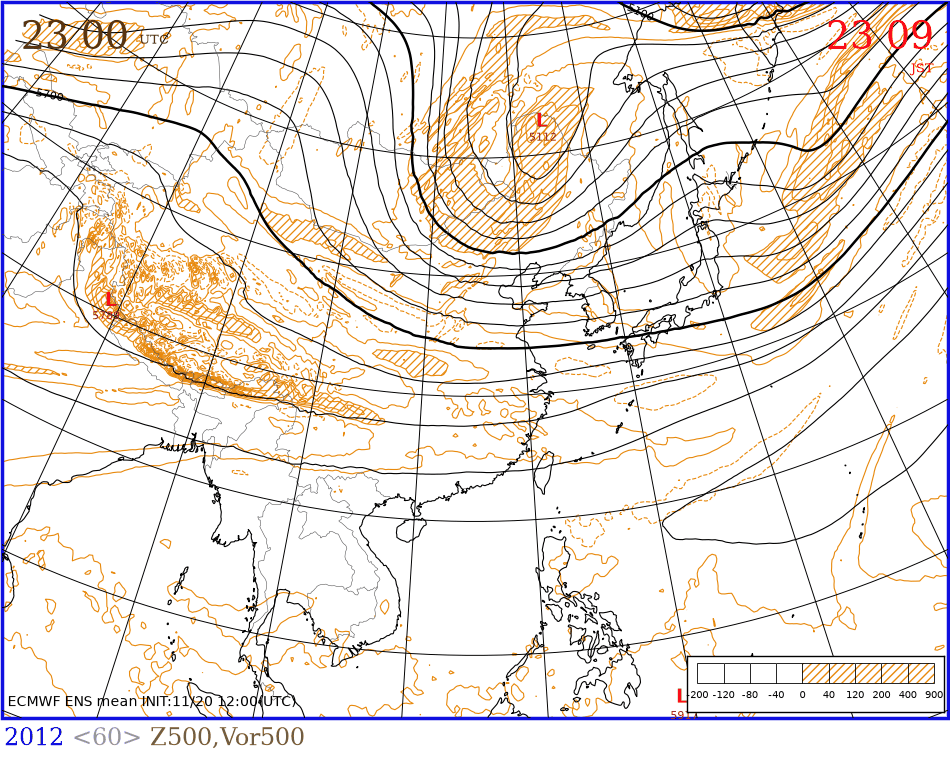 23 00 UTC
23 09
JST
5700
5700
L
5112
L
L
-200 -120 -80 -40 0 40 120 200 400 900
ECMWF ENS mean INIT:11/20 12:00(UTC)
2012 <60> Z500,Vor500